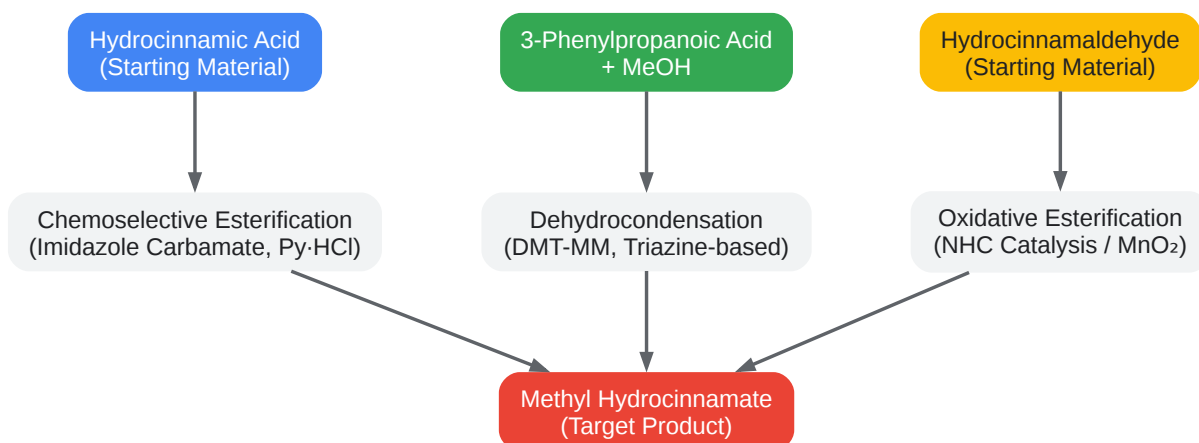 Hydrocinnamic Acid
(Starting Material)
3-Phenylpropanoic Acid
+ MeOH
Hydrocinnamaldehyde
(Starting Material)
Chemoselective Esterification
(Imidazole Carbamate, Py·HCl)
Dehydrocondensation
(DMT-MM, Triazine-based)
Oxidative Esterification
(NHC Catalysis / MnO₂)
Methyl Hydrocinnamate
(Target Product)